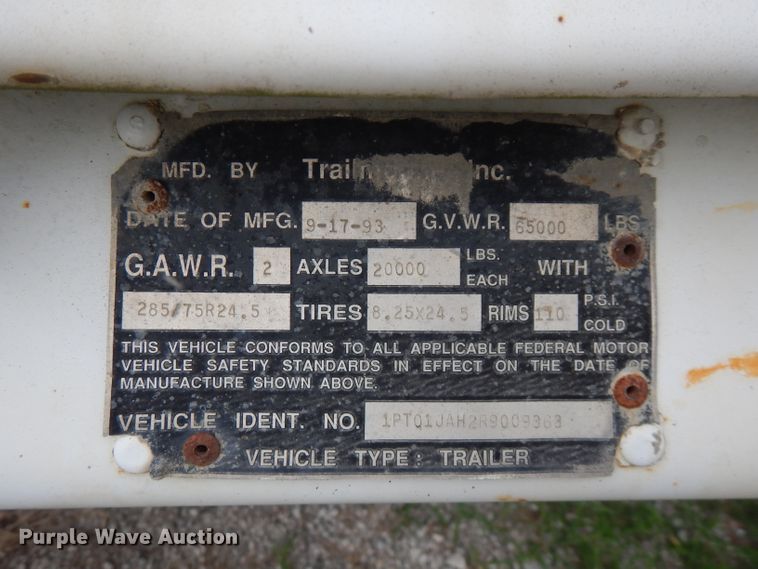 MFD. BY Inc.
DATE OF MFG. 9-17-93 G.V.W.R. 65000 LBS
G.A.W.R. 2 AXLES 20000 LBS. EACH WITH
285/75R24.5 TIRES 8.25X24.5 RIMS 110 P.S.I. COLD
THIS VEHICLE CONFORMS TO ALL APPLICABLE FEDERAL MOTOR
VEHICLE SAFETY STANDARDS IN EFFECT ON THE DATE OF
MANUFACTURE SHOWN ABOVE.
VEHICLE IDENT. NO. 1PT01JAH2R9009363
VEHICLE TYPE: TRAILER
Purple Wave Auction